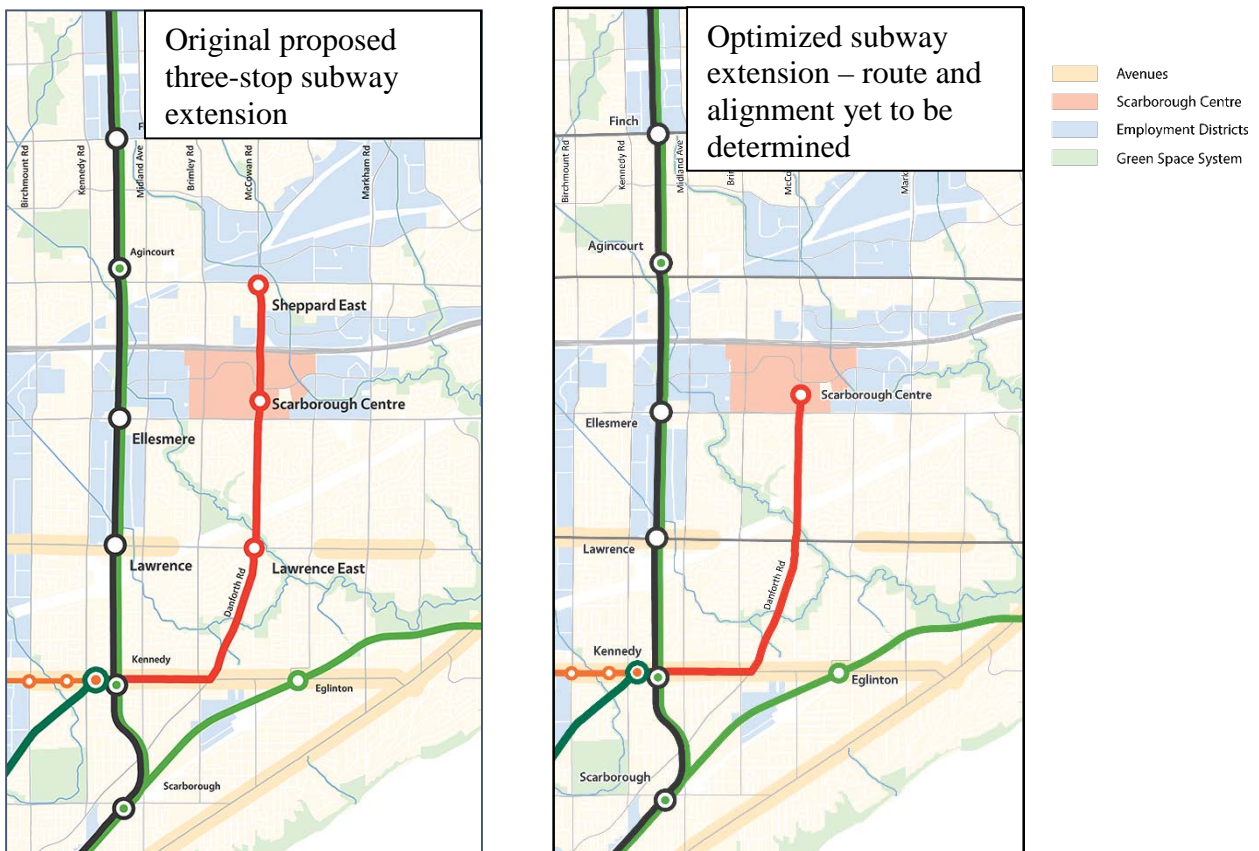 Original proposed
three-stop subway
extension
Birchmount Rd
Kennedy Rd
Midland Ave
Brimley Rd
McCowan Rd
Markham Rd
Agincourt
Sheppard East
Scarborough Centre
Ellesmere
Lawrence
Lawrence East
Danforth Rd
Kennedy
Eglinton
Scarborough
Optimized subway
extension – route and
alignment yet to be
determined
Finch
Birchmount Rd
Kennedy Rd
Midland Ave
Agincourt
Scarborough Centre
Ellesmere
Lawrence
Danforth Rd
Kennedy
Eglinton
Scarborough
Avenues
Scarborough Centre
Employment Districts
Green Space System